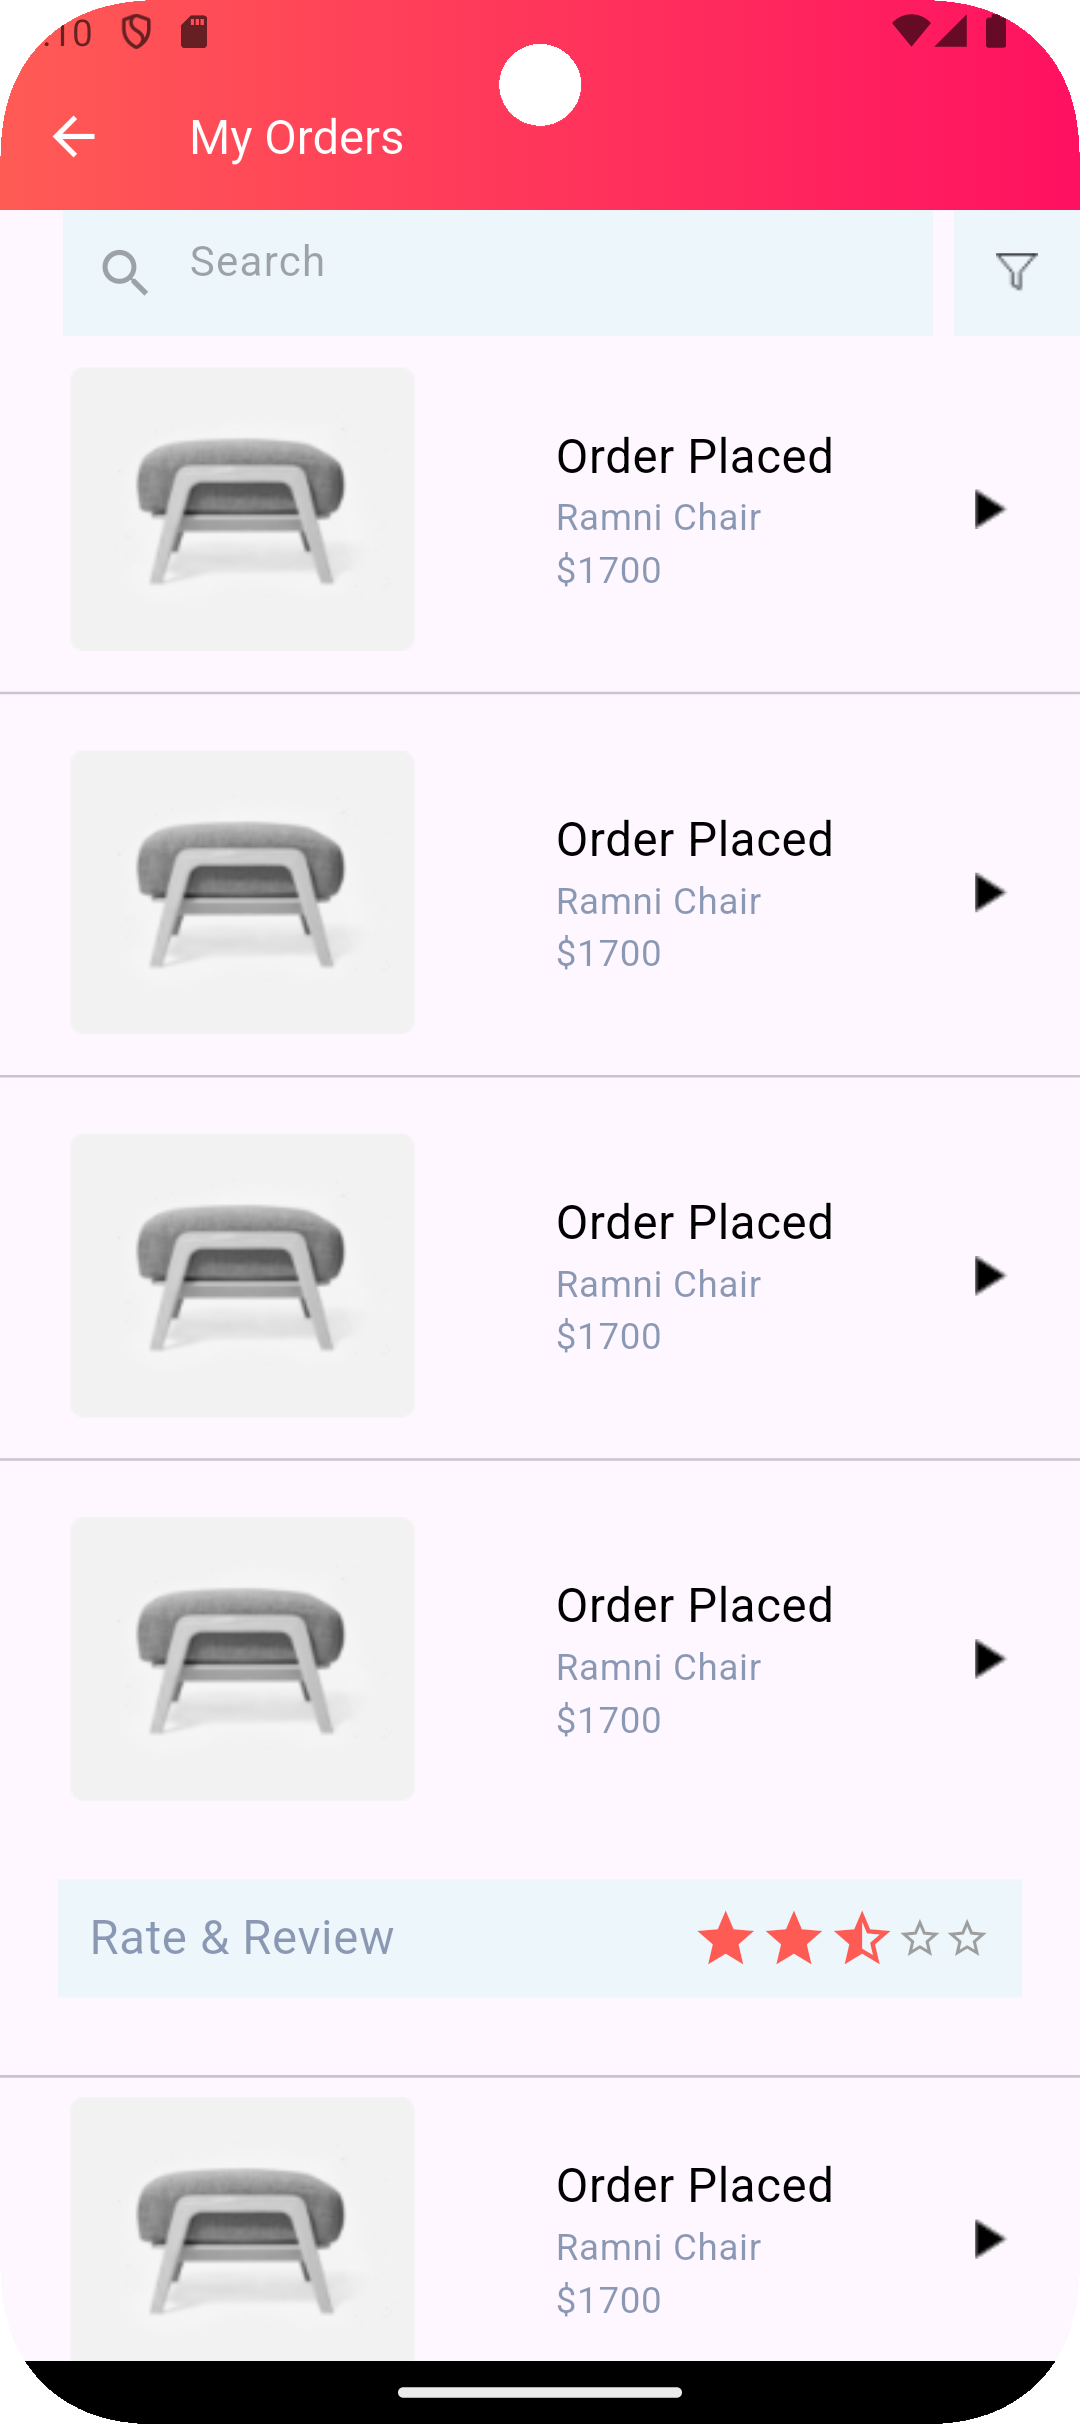 :10
My Orders
Search
Order Placed
Ramni Chair
$1700
Order Placed
Ramni Chair
$1700
Order Placed
Ramni Chair
$1700
Order Placed
Ramni Chair
$1700
Rate & Review
Order Placed
Ramni Chair
$1700